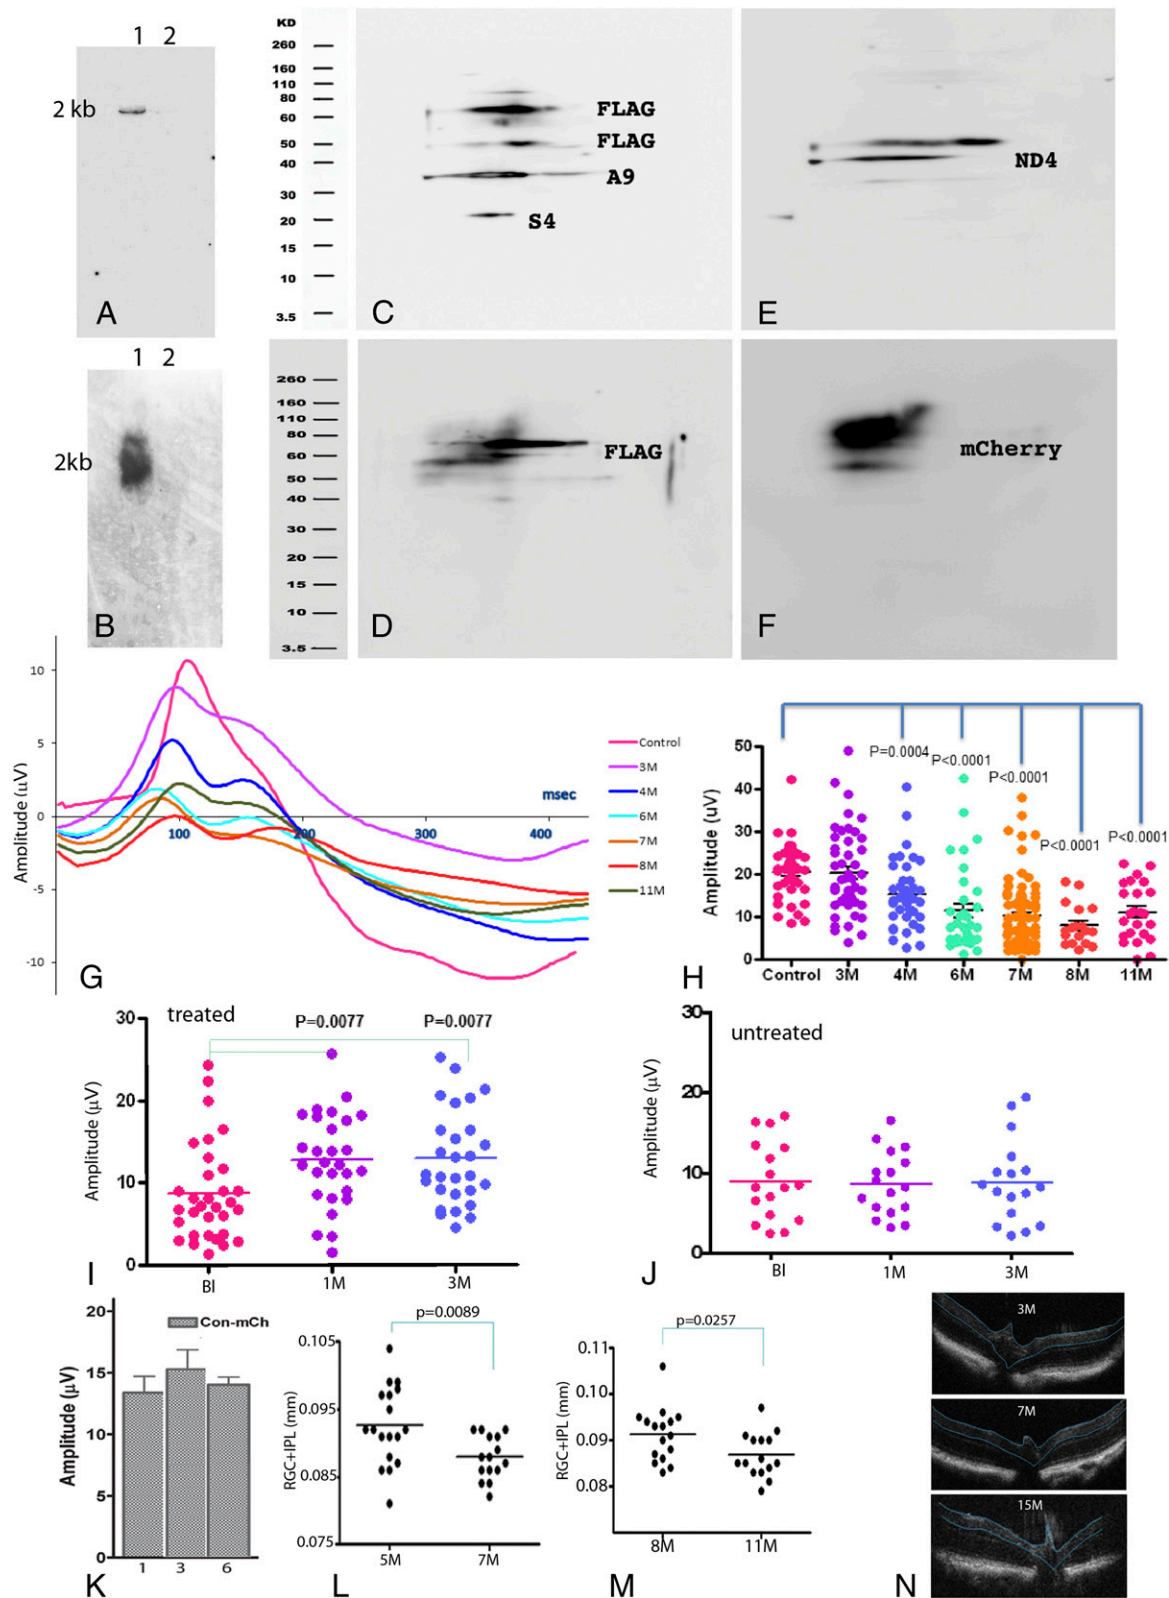 1 2
2 kb
A
KD
260
160
110
80
60
50
40
30
20
15
10
3.5
FLAG
FLAG
A9
S4
C
ND4
E
1 2
2kb
B
260
160
110
80
60
50
40
30
20
15
10
3.5
FLAG
D
mCherry
F
10
5
0
-5
-10
Amolitude (µV)
100
200
300
400
msec
Control
3M
4M
6M
7M
8M
11M
G
50
40
30
20
10
0
Amplitude (uV)
P=0.0004
P<0.0001
P<0.0001
P<0.0001
P<0.0001
Control 3M 4M 6M 7M 8M 11M
H
treated
P=0.0077 P=0.0077
30
20
10
0
Amplitude (µV)
BI 1M 3M
I
untreated
30
20
10
0
Amplitude (µV)
BI 1M 3M
J
20
15
10
5
0
Amplitude (µV)
Con-mCh
1 3 6
K
p=0.0089
0.105
0.095
0.085
0.075
RGC+IPL (mm)
5M 7M
L
p=0.0257
0.11
0.10
0.09
0.08
RGC+IPL (mm)
8M 11M
M
3M
7M
15M
N